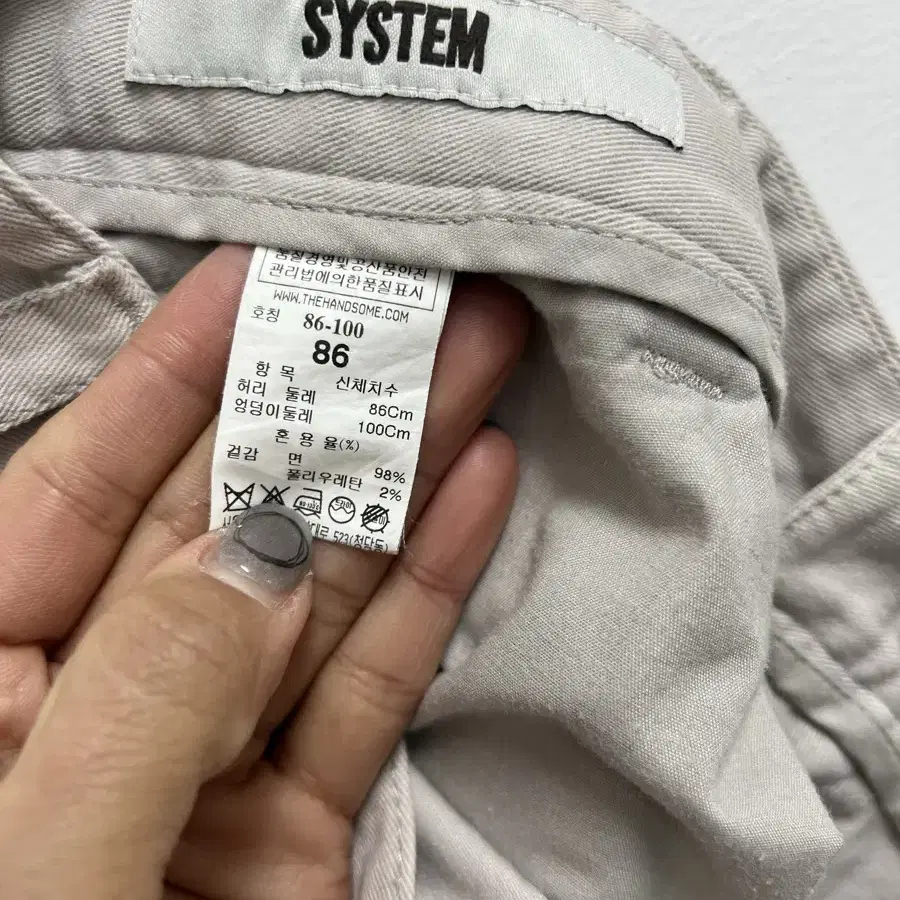 SYSTEM
품질경영및공산품안전
관리법에의한품질표시
WWW.THEHANDSOME.COM
호칭 86-100
86
항 목 신체치수
허리 둘레 86Cm
엉덩이둘레 100Cm
혼 용 율(%)
겉감 면 98%
폴리우레탄 2%
대로 523(청담동)